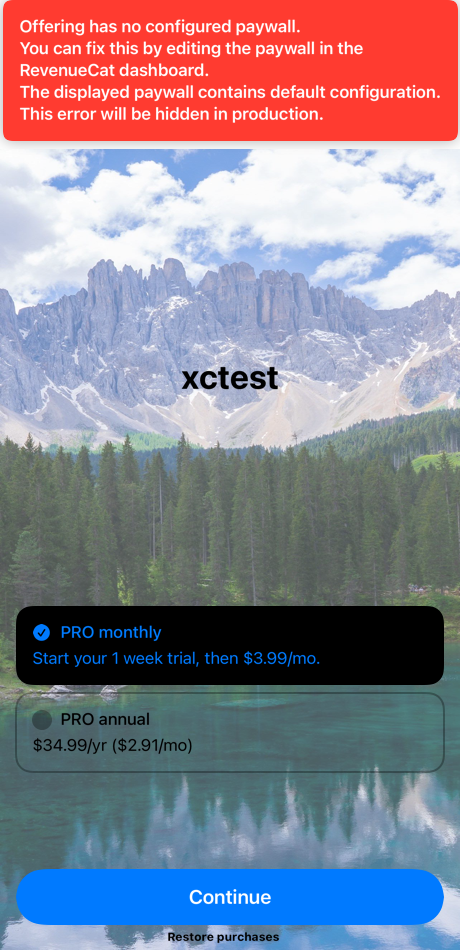 Offering has no configured paywall.
You can fix this by editing the paywall in the
RevenueCat dashboard.
The displayed paywall contains default configuration.
This error will be hidden in production.
xctest
PRO monthly
Start your 1 week trial, then $3.99/mo.
PRO annual
$34.99/yr ($2.91/mo)
Continue
Restore purchases